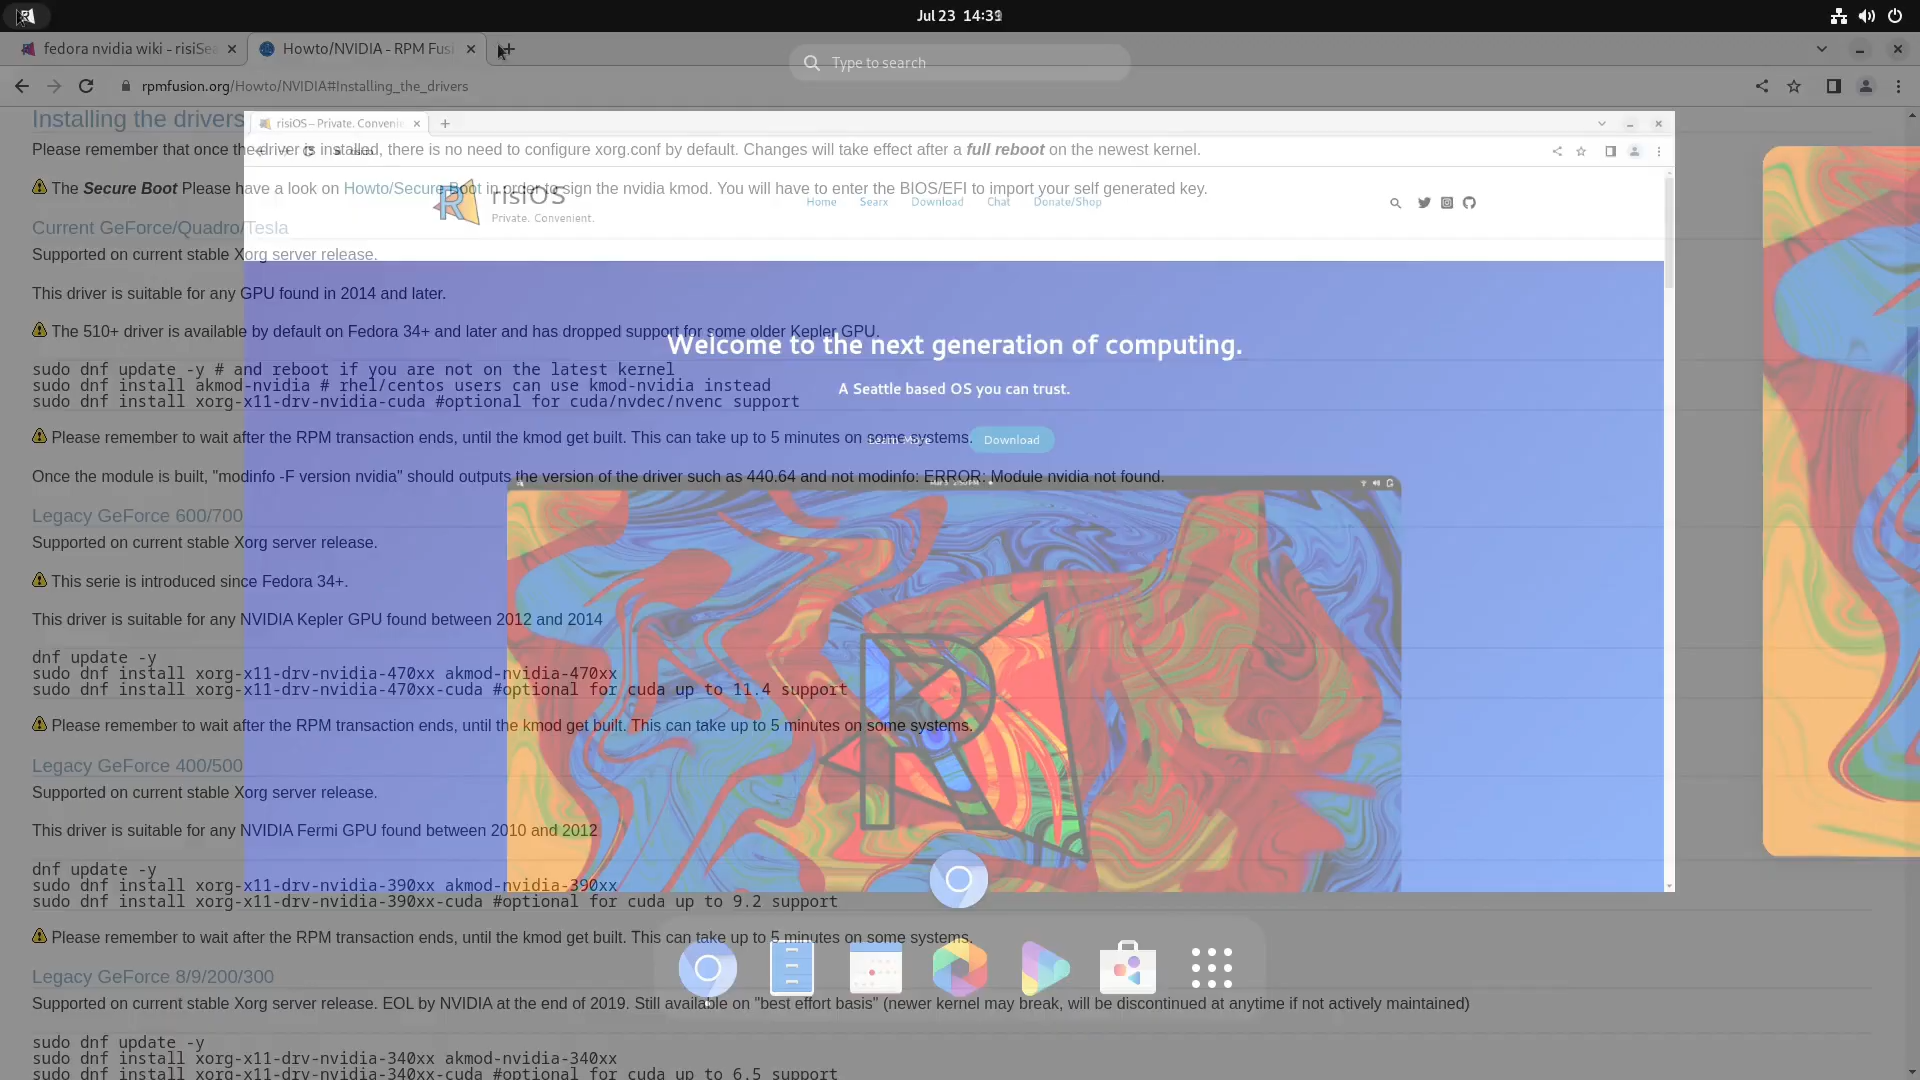 Jul 23 14:3
fedora nvidia wiki - risiSea
Howto/NVIDIA - RPM Fusi
Type to search
rpmfusion.org/Howto/NVIDIA#Installing_the_drivers
Installing the drivers
risiOS – Private. Convenien
Please remember that once the driver is installed, there is no need to configure xorg.conf by default. Changes will take effect after a full reboot on the newest kernel.
The Secure Boot Please have a look on Howto/Secure Boot in order to sign the nvidia kmod. You will have to enter the BIOS/EFI to import your self generated key.
risiOS
Private. Convenient.
Home Searx Download Chat Donate/Shop
Current GeForce/Quadro/Tesla
Supported on current stable Xorg server release.
This driver is suitable for any GPU found in 2014 and later.
The 510+ driver is available by default on Fedora 34+ and later and has dropped support for some older Kepler GPU.
Welcome to the next generation of computing.
sudo dnf update -y # and reboot if you are not on the latest kernel
sudo dnf install akmod-nvidia # rhel/centos users can use kmod-nvidia instead
A Seattle based OS you can trust.
sudo dnf install xorg-x11-drv-nvidia-cuda #optional for cuda/nvdec/nvenc support
Please remember to wait after the RPM transaction ends, until the kmod get built. This can take up to 5 minutes on some systems.
Learn More Download
Once the module is built, "modinfo -F version nvidia" should outputs the version of the driver such as 440.64 and not modinfo: ERROR: Module nvidia not found.
Legacy GeForce 600/700
Supported on current stable Xorg server release.
This serie is introduced since Fedora 34+.
This driver is suitable for any NVIDIA Kepler GPU found between 2012 and 2014
dnf update -y
sudo dnf install xorg-x11-drv-nvidia-470xx akmod-nvidia-470xx
sudo dnf install xorg-x11-drv-nvidia-470xx-cuda #optional for cuda up to 11.4 support
Please remember to wait after the RPM transaction ends, until the kmod get built. This can take up to 5 minutes on some systems.
Legacy GeForce 400/500
Supported on current stable Xorg server release.
This driver is suitable for any NVIDIA Fermi GPU found between 2010 and 2012
dnf update -y
sudo dnf install xorg-x11-drv-nvidia-390xx akmod-nvidia-390xx
sudo dnf install xorg-x11-drv-nvidia-390xx-cuda #optional for cuda up to 9.2 support
Please remember to wait after the RPM transaction ends, until the kmod get built. This can take up to 5 minutes on some systems.
Legacy GeForce 8/9/200/300
Supported on current stable Xorg server release. EOL by NVIDIA at the end of 2019. Still available on "best effort basis" (newer kernel may break, will be discontinued at anytime if not actively maintained)
sudo dnf update -y
sudo dnf install xorg-x11-drv-nvidia-340xx akmod-nvidia-340xx
sudo dnf install xorg-x11-drv-nvidia-340xx-cuda #optional for cuda up to 6.5 support